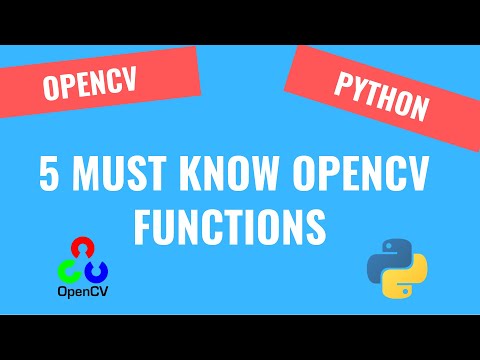 OPENCV
PYTHON
5 MUST KNOW OPENCV
FUNCTIONS
OpenCV